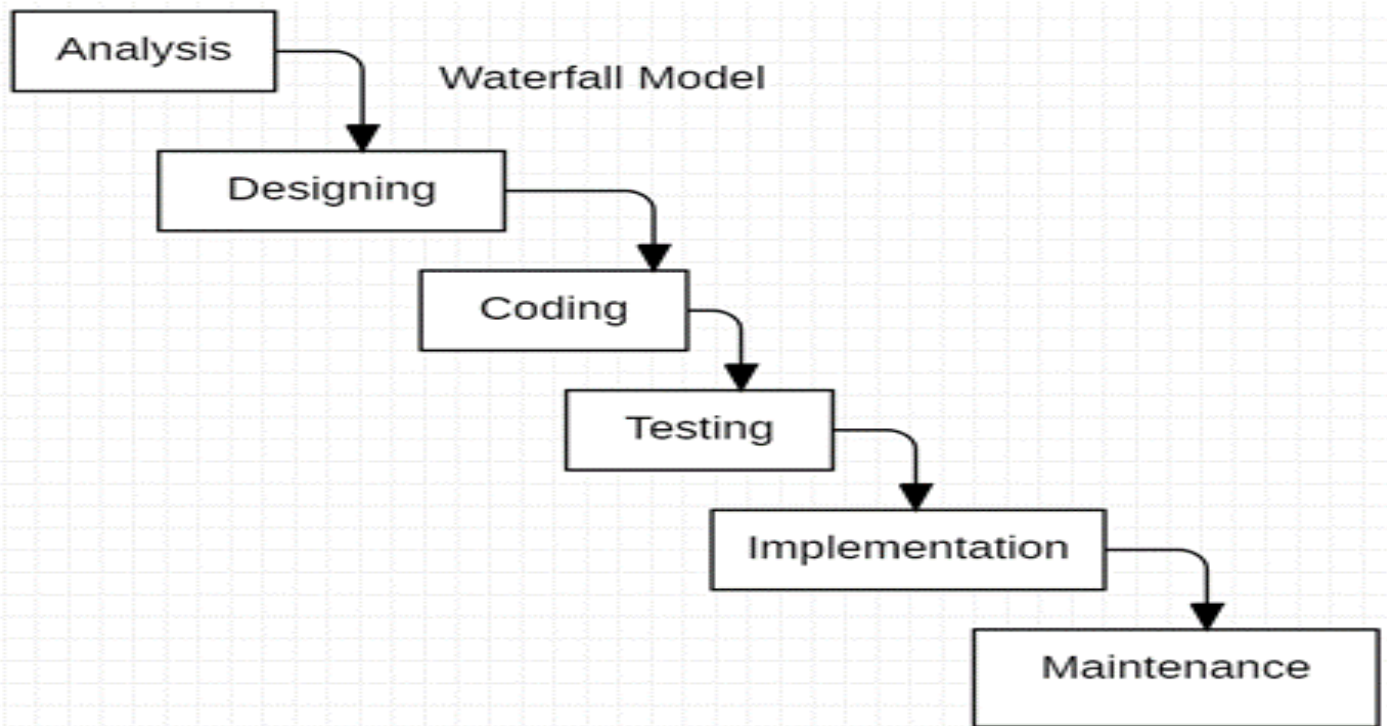 Analysis
Waterfall Model
Designing
Coding
Testing
Implementation
Maintenance